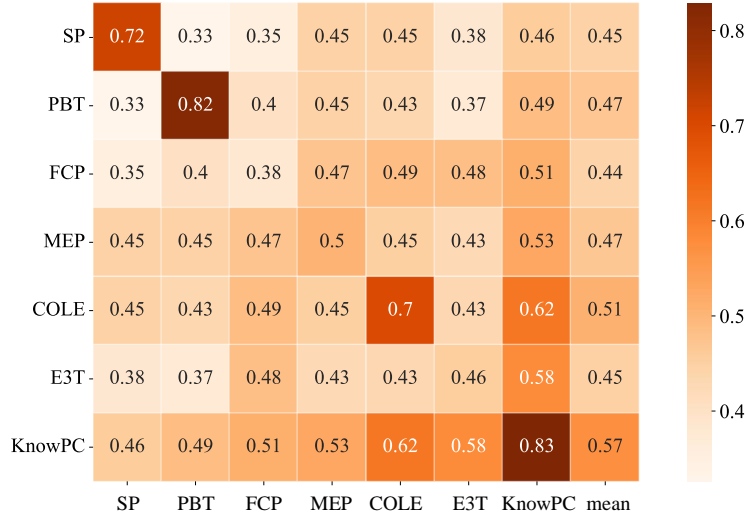 SP 0.72 0.33 0.35 0.45 0.45 0.38 0.46 0.45
PBT 0.33 0.82 0.4 0.45 0.43 0.37 0.49 0.47
FCP 0.35 0.4 0.38 0.47 0.49 0.48 0.51 0.44
MEP 0.45 0.45 0.47 0.5 0.45 0.43 0.53 0.47
COLE 0.45 0.43 0.49 0.45 0.7 0.43 0.62 0.51
E3T 0.38 0.37 0.48 0.43 0.43 0.46 0.58 0.45
KnowPC 0.46 0.49 0.51 0.53 0.62 0.58 0.83 0.57
SP PBT FCP MEP COLE E3T KnowPC mean
0.8
0.7
0.6
0.5
0.4